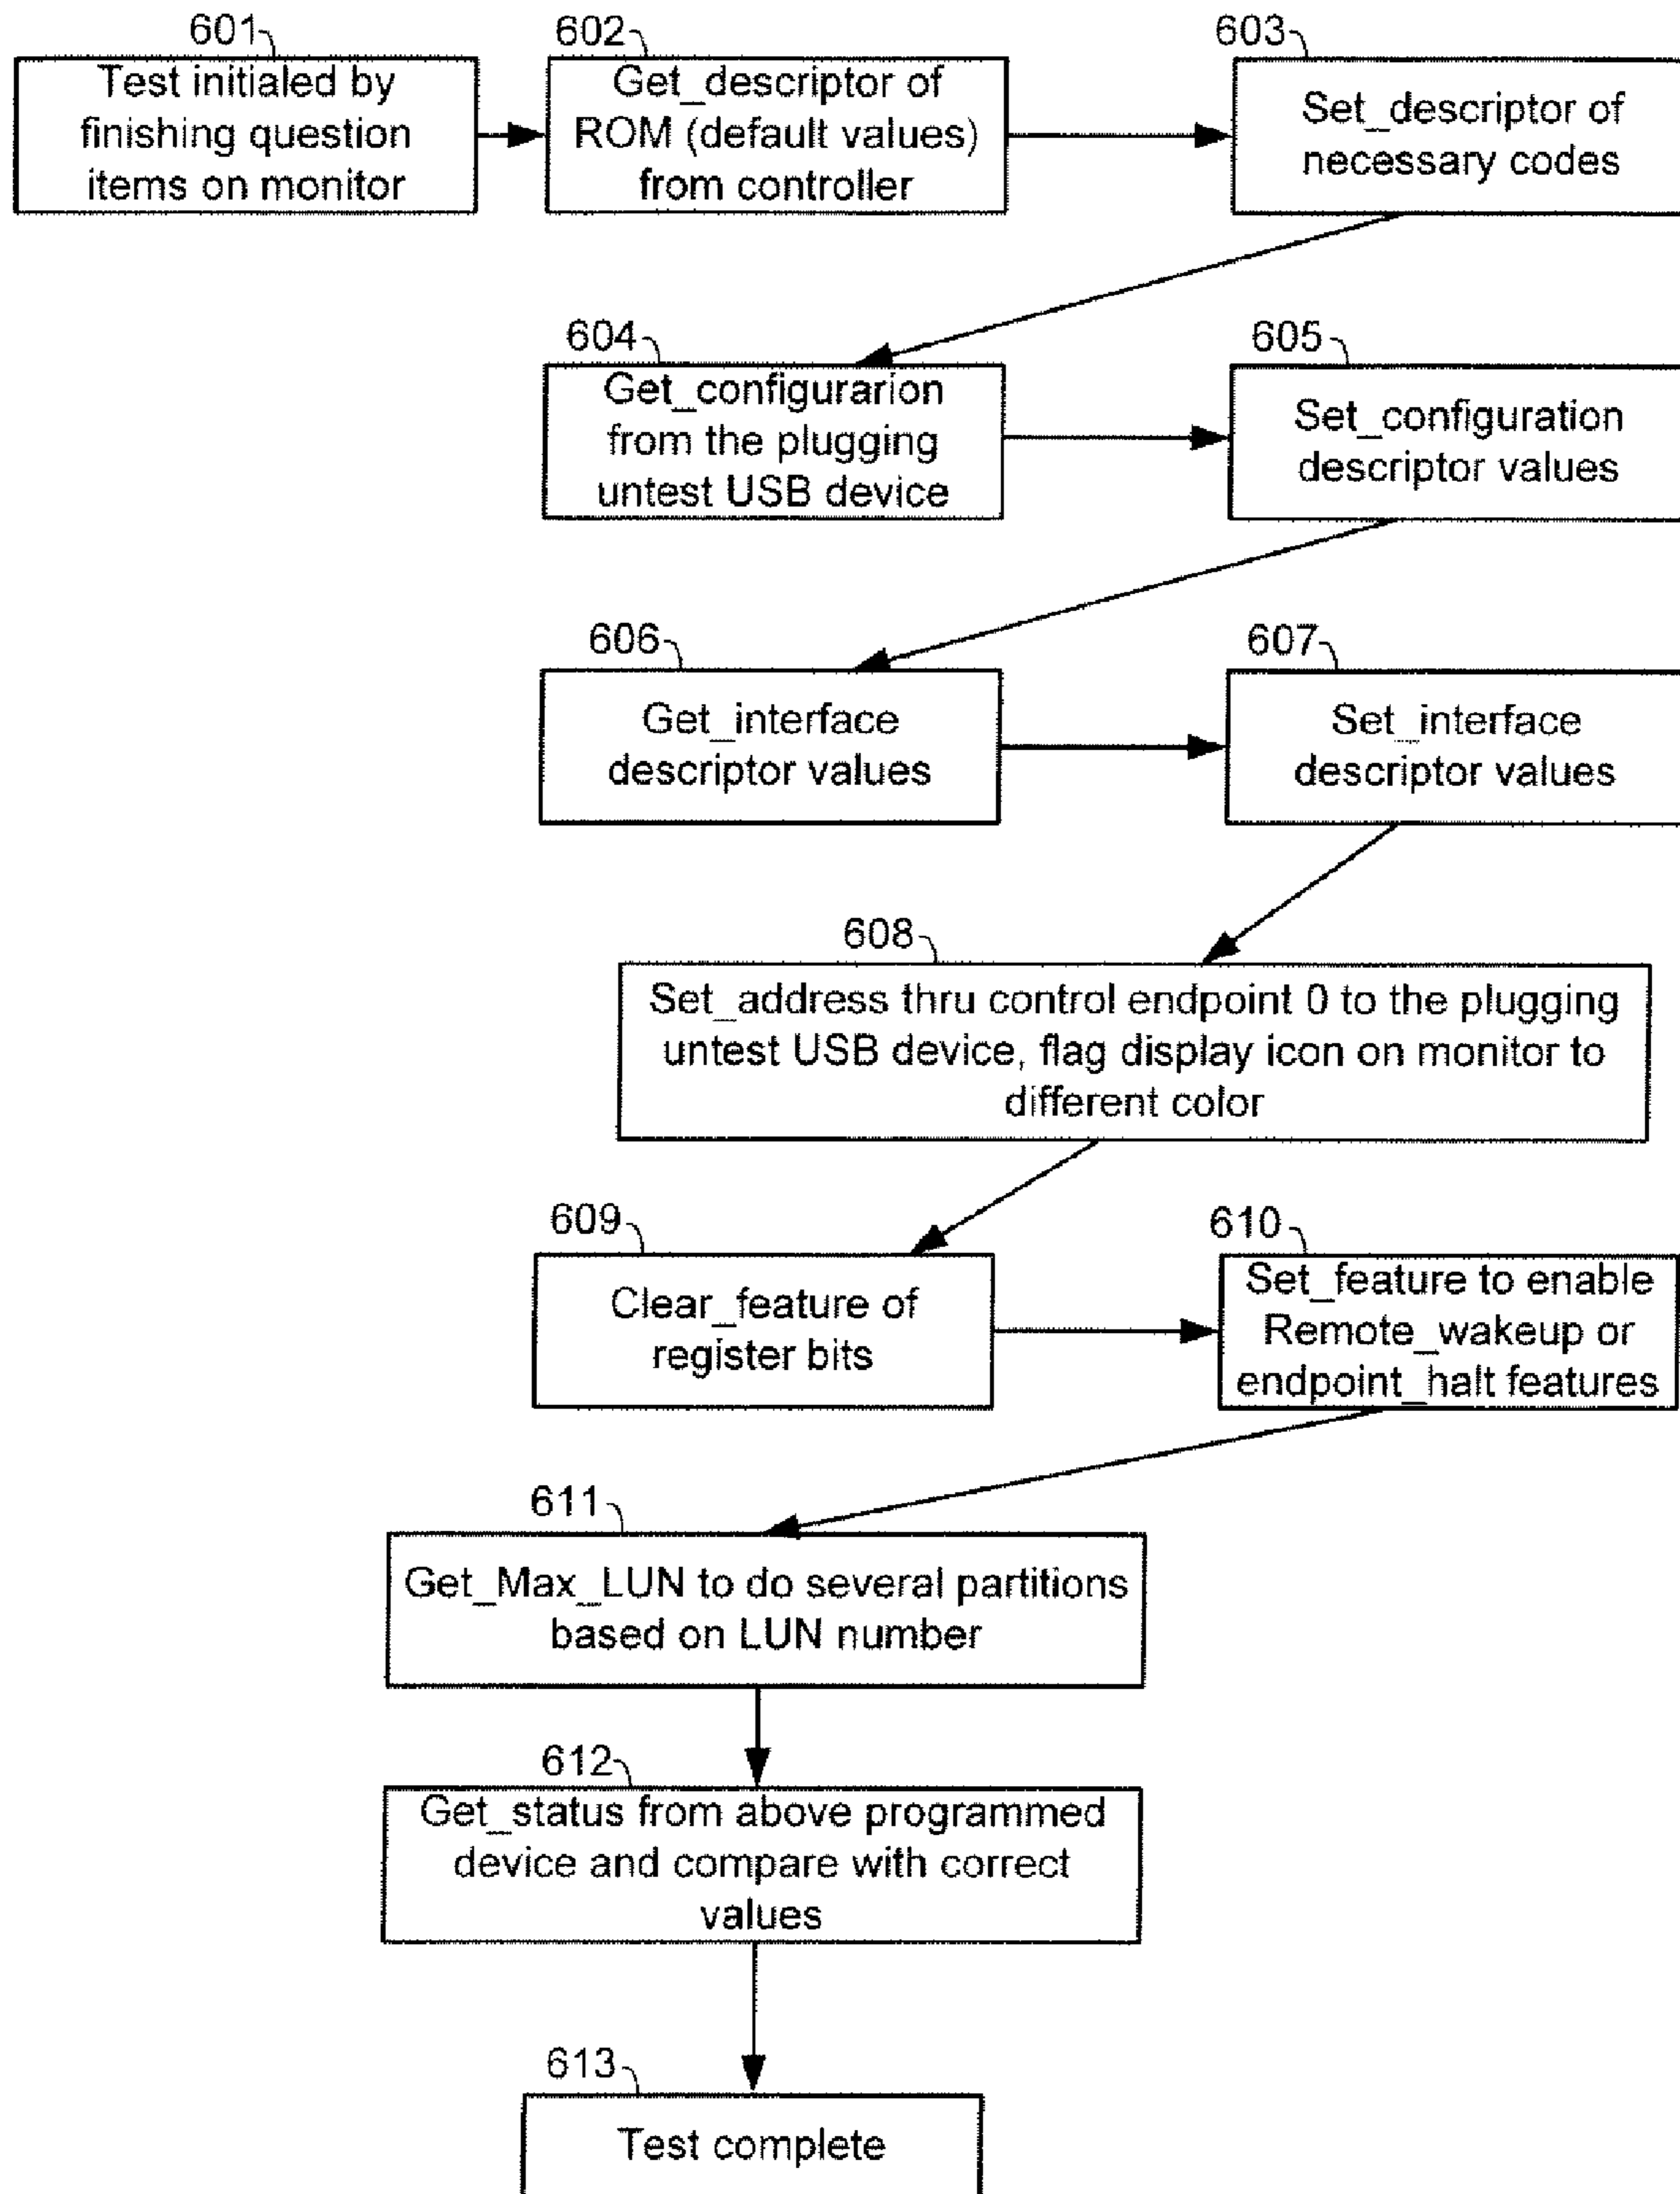 601
Test initialed by
finishing question
items on monitor
602
Get_descriptor of
ROM (default values)
from controller
603
Set_descriptor of
necessary codes
604
Get_configurarion
from the plugging
untest USB device
605
Set_configuration
descriptor values
606
Get_interface
descriptor values
607
Set_interface
descriptor values
608
Set_address thru control endpoint 0 to the plugging
untest USB device, flag display icon on monitor to
different color
609
Clear_feature of
register bits
610
Set_feature to enable
Remote_wakeup or
endpoint_halt features
611
Get_Max_LUN to do several partitions
based on LUN number
612
Get_status from above programmed
device and compare with correct
values
613
Test complete